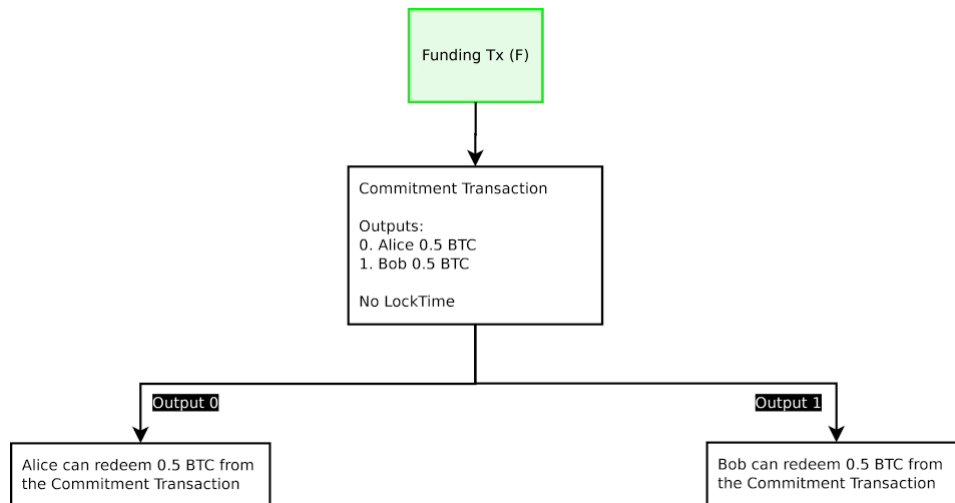 Funding Tx (F)
Commitment Transaction
Outputs:
0. Alice 0.5 BTC
1. Bob 0.5 BTC
No LockTime
Output 0
Output 1
Alice can redeem 0.5 BTC from
the Commitment Transaction
Bob can redeem 0.5 BTC from
the Commitment Transaction